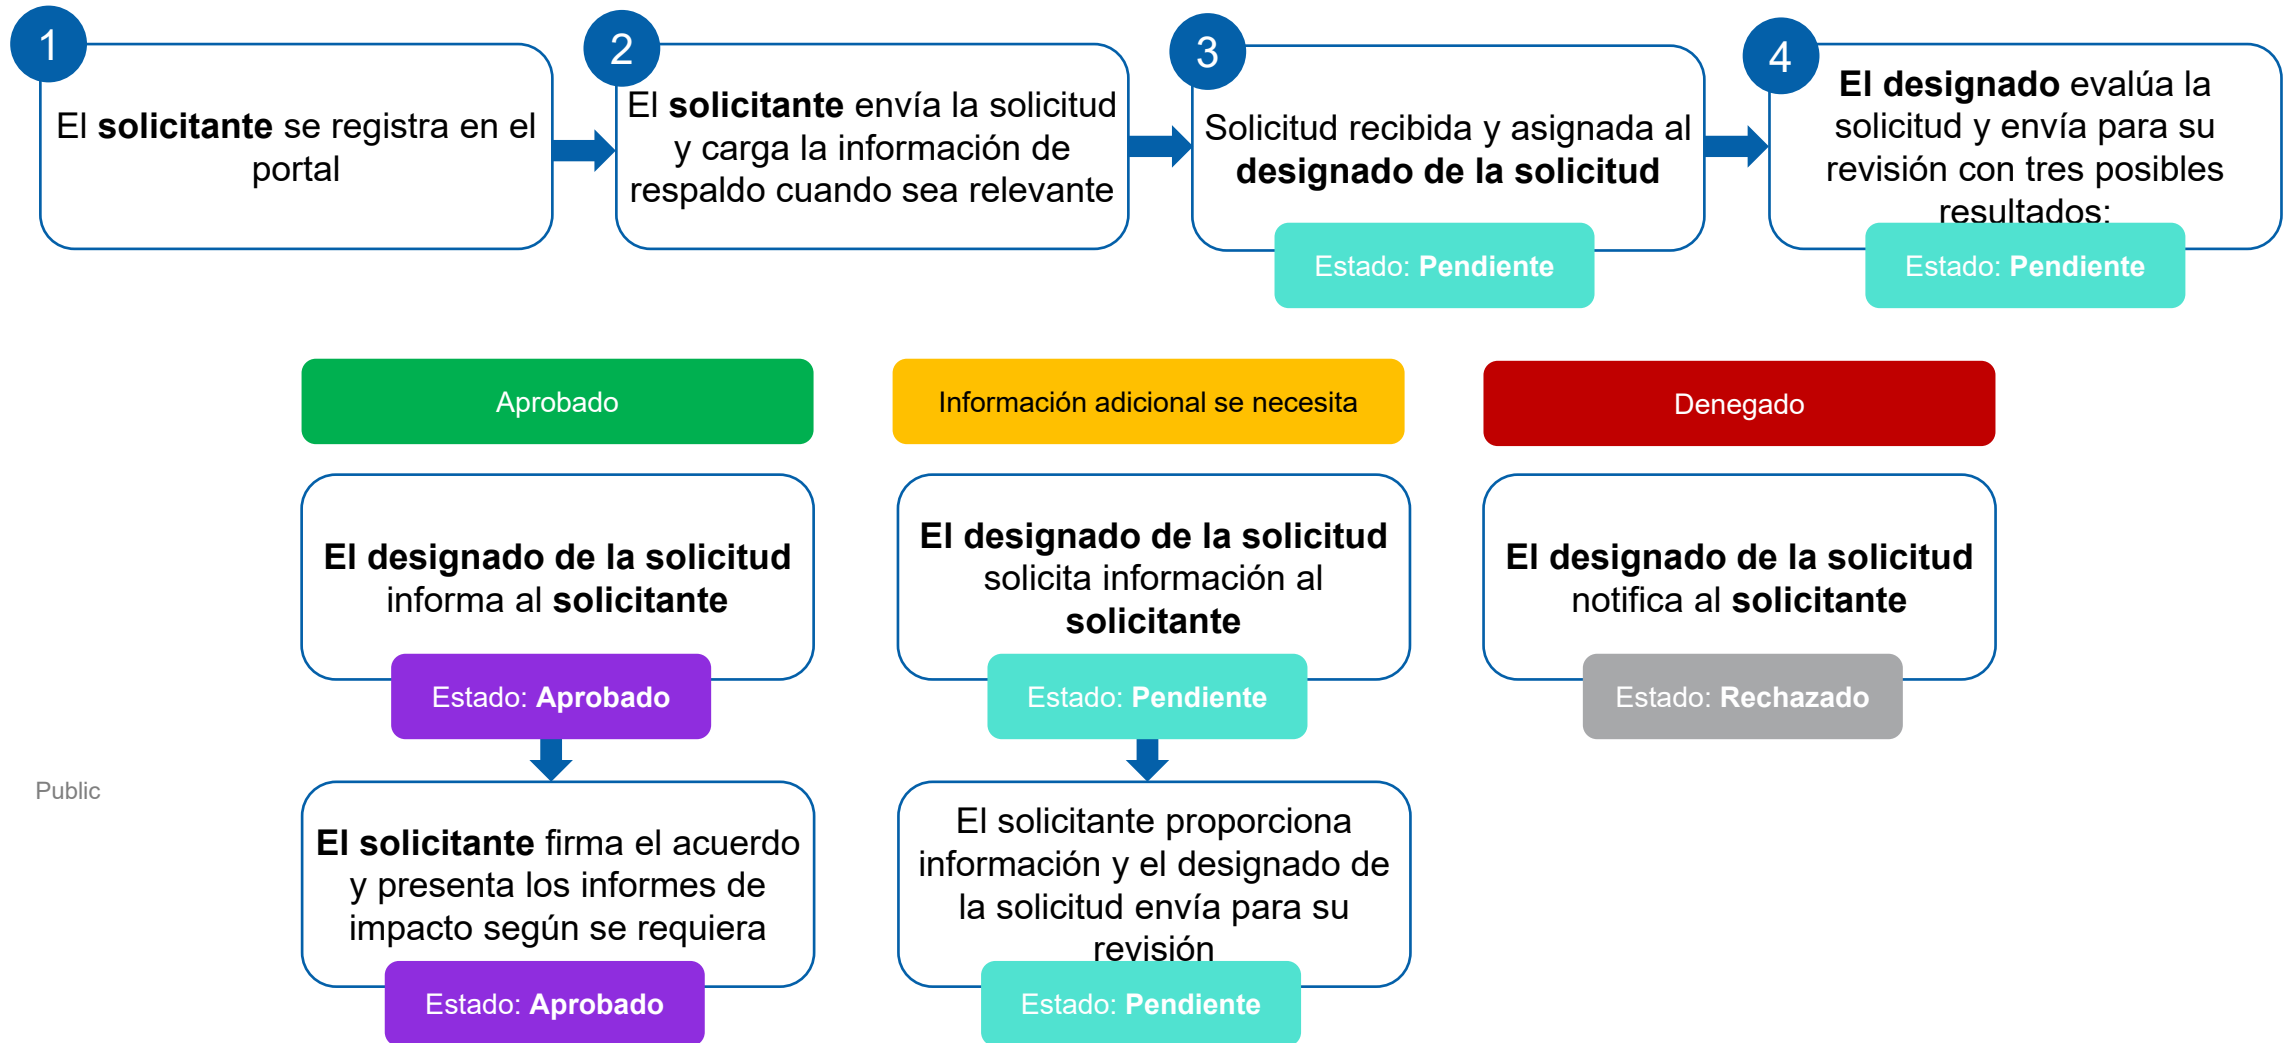 1
El solicitante se registra en el
portal
2
El solicitante envía la solicitud
y carga la información de
respaldo cuando sea relevante
3
Solicitud recibida y asignada al
designado de la solicitud
Estado: Pendiente
4
El designado evalúa la
solicitud y envía para su
revisión con tres posibles
resultados:
Estado: Pendiente
Aprobado
El designado de la solicitud
informa al solicitante
Estado: Aprobado
El solicitante firma el acuerdo
y presenta los informes de
impacto según se requiera
Estado: Aprobado
Información adicional se necesita
El designado de la solicitud
solicita información al
solicitante
Estado: Pendiente
El solicitante proporciona
información y el designado de
la solicitud envía para su
revisión
Estado: Pendiente
Denegado
El designado de la solicitud
notifica al solicitante
Estado: Rechazado
Public